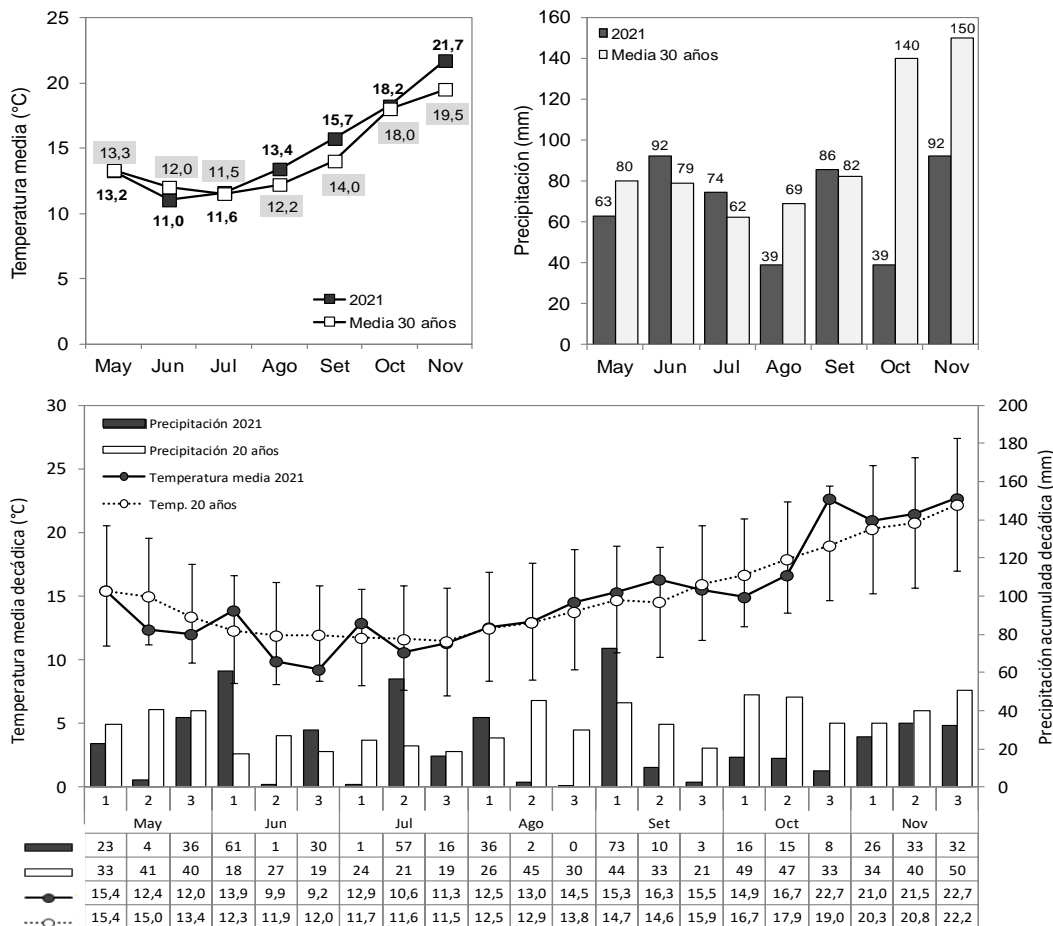 25
20
15
10
5
0
Temperatura media (°C)
13,3
13,2
12,0
11,0
11,5
11,6
13,4
12,2
15,7
14,0
18,2
18,0
21,7
19,5
2021
Media 30 años
May Jun Jul Ago Set Oct Nov
160
140
120
100
80
60
40
20
0
Precipitación (mm)
2021
Media 30 años
63 80 92 79 74 62 39 69 86 82 39 140 92 150
May Jun Jul Ago Set Oct Nov
30
25
20
15
10
5
0
Temperatura media decádica (°C)
Precipitación 2021
Precipitación 20 años
Temperatura media 2021
Temp. 20 años
200
180
160
140
120
100
80
60
40
20
0
Precipitación acumulada decádica (mm)
1 2 3 1 2 3 1 2 3 1 2 3 1 2 3 1 2 3 1 2 3
May Jun Jul Ago Set Oct Nov
23 4 36 61 1 30 1 57 16 36 2 0 73 10 3 16 15 8 26 33 32
33 41 40 18 27 19 24 21 19 26 45 30 44 33 21 49 47 33 34 40 50
15,4 12,4 12,0 13,9 9,9 9,2 12,9 10,6 11,3 12,5 13,0 14,5 15,3 16,3 15,5 14,9 16,7 22,7 21,0 21,5 22,7
15,4 15,0 13,4 12,3 11,9 12,0 11,7 11,6 11,5 12,5 12,9 13,8 14,7 14,6 15,9 16,7 17,9 19,0 20,3 20,8 22,2